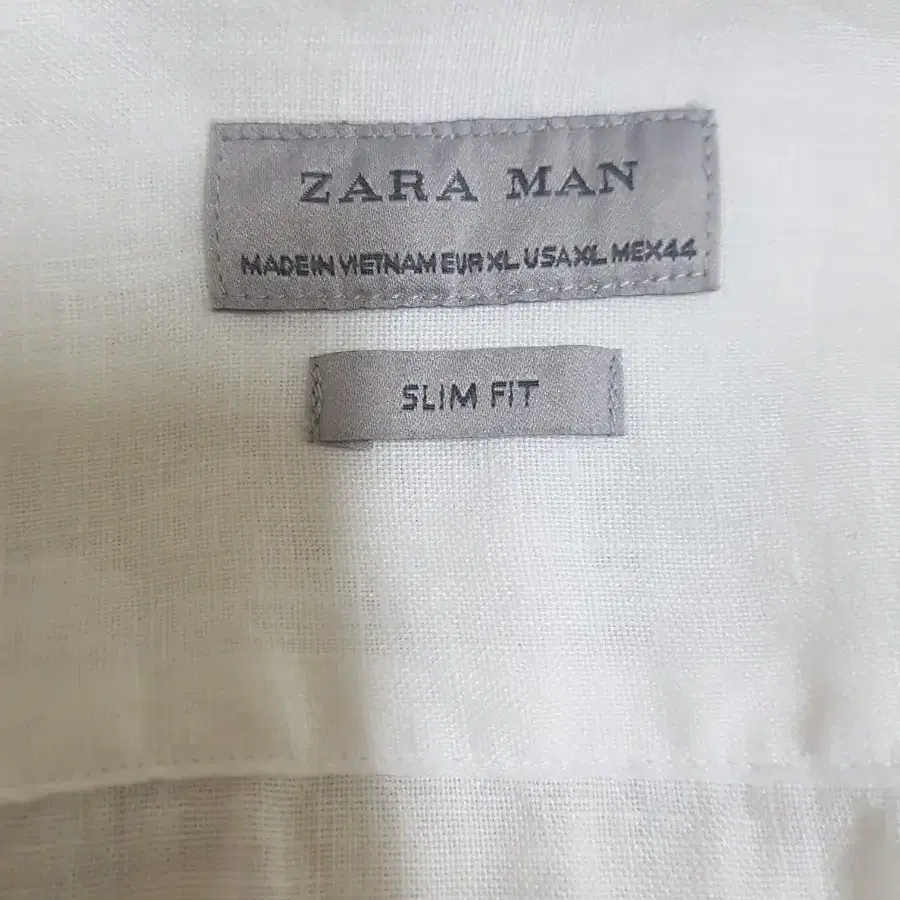 ZARA MAN
MADE IN VIETNAM EUR XL USA XL MEX 44
SLIM FIT